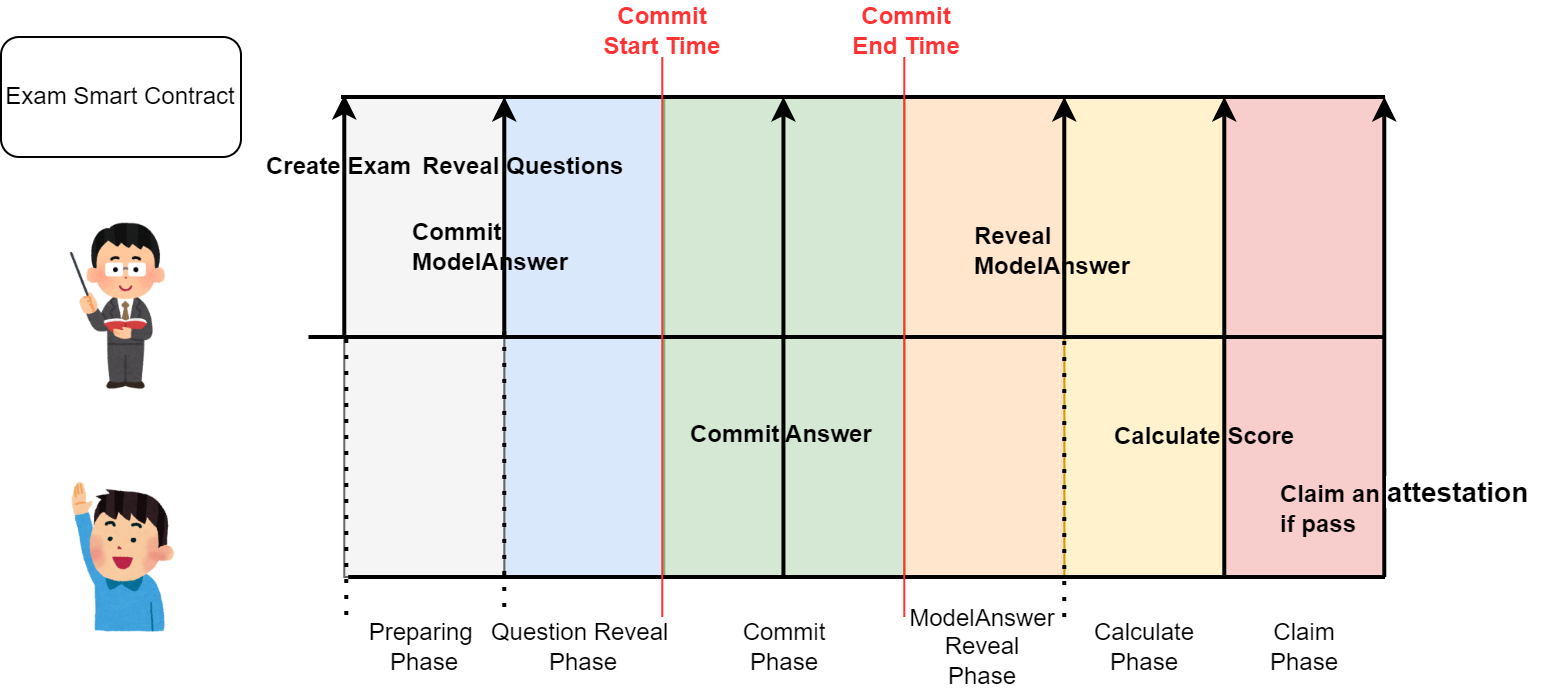 Commit
Start Time
Commit
End Time
Exam Smart Contract
Create Exam
Reveal Questions
Commit
ModelAnswer
Reveal
ModelAnswer
Commit Answer
Calculate Score
Claim an attestation
if pass
Preparing
Phase
Question Reveal
Phase
Commit
Phase
ModelAnswer
Reveal
Phase
Calculate
Phase
Claim
Phase